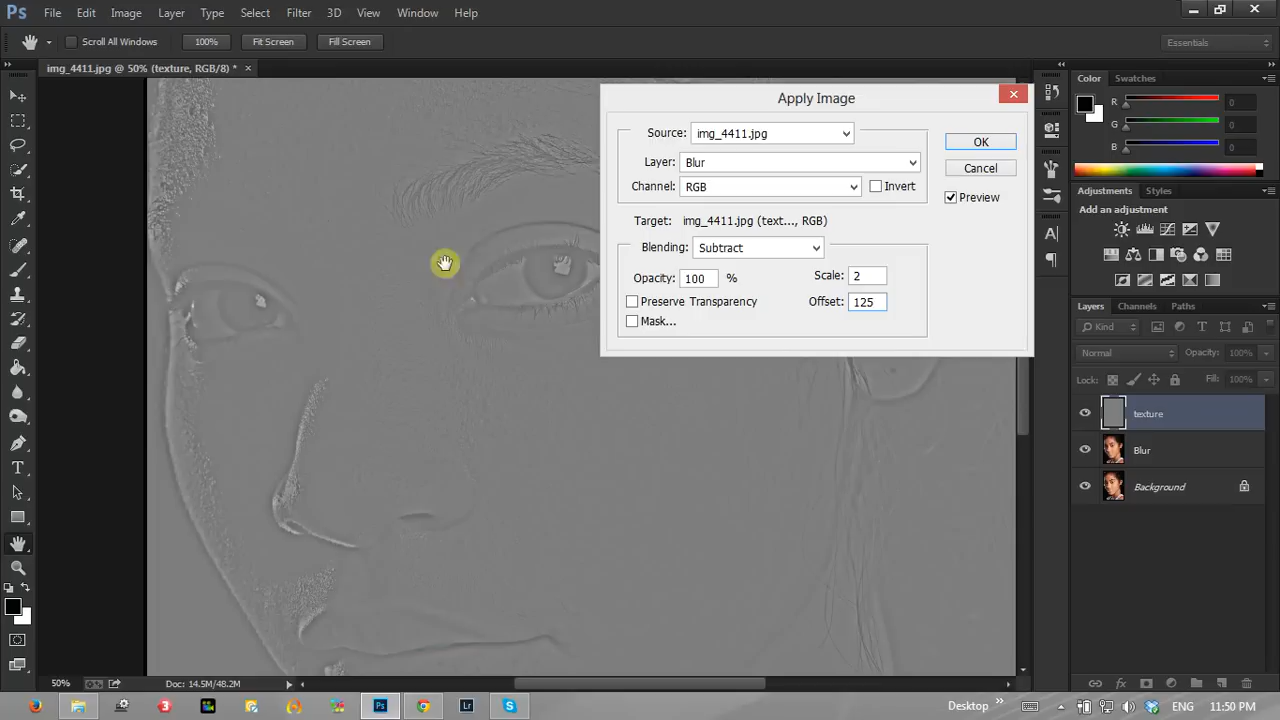 Ps File Edit Image Layer Type Select Filter 3D View Window Help
Scroll All Windows 100% Fit Screen Fill Screen Essentials
img_4411.jpg @ 50% (texture, RGB/8) * ×
Apply Image
Source: img_4411.jpg
Layer: Blur
Channel: RGB Invert
Target: img_4411.jpg (text..., RGB)
Blending: Subtract
Opacity: 100 % Scale: 2
Preserve Transparency Offset: 125
Mask...
OK
Cancel
Preview
Color Swatches
R 0
G 0
B 0
Adjustments Styles
Add an adjustment
Layers Channels Paths
Kind
Normal Opacity: 100%
Lock: Fill: 100%
texture
Blur
Background
50% Doc: 14.5M/48.2M
Ps Lr Desktop » ENG 11:50 PM